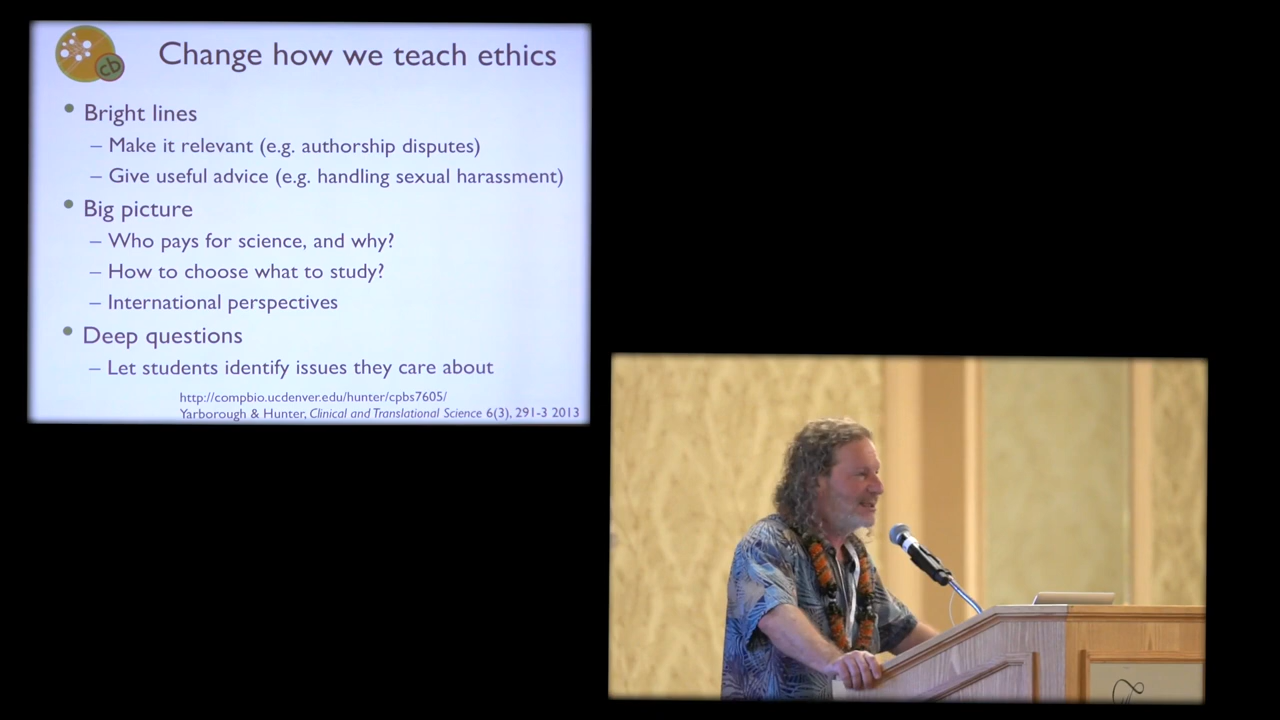 cb
Change how we teach ethics
• Bright lines
– Make it relevant (e.g. authorship disputes)
– Give useful advice (e.g. handling sexual harassment)
• Big picture
– Who pays for science, and why?
– How to choose what to study?
– International perspectives
• Deep questions
– Let students identify issues they care about
http://compbio.ucdenver.edu/hunter/cpbs7605/
Yarborough & Hunter, Clinical and Translational Science 6(3), 291-3 2013